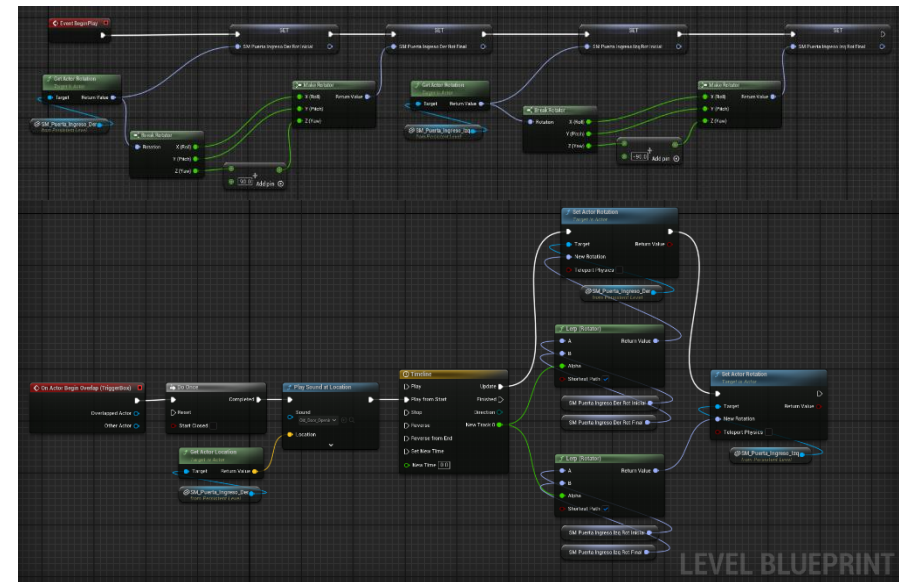 Event BeginPlay
SET
SM Puerta Ingreso Der Rot Inicial
SET
SM Puerta Ingreso Der Rot Final
SET
SM Puerta Ingreso Izq Rot Inicial
SET
SM Puerta Ingreso Izq Rot Final
Get Actor Rotation
Target is Actor
Target
Return Value
SM_Puerta_Ingreso_Der
from Persistent Level
Break Rotator
Rotation
X (Roll)
Y (Pitch)
Z (Yaw)
90.0
Add pin
Make Rotator
X (Roll)
Return Value
Y (Pitch)
Z (Yaw)
Get Actor Rotation
Target is Actor
Target
Return Value
SM_Puerta_Ingreso_Izq
from Persistent Level
Break Rotator
Rotation
X (Roll)
Y (Pitch)
Z (Yaw)
-90.0
Add pin
Make Rotator
X (Roll)
Return Value
Y (Pitch)
Z (Yaw)
On Actor Begin Overlap (TriggerBox)
Overlapped Actor
Other Actor
Do Once
Completed
Reset
Start Closed
Get Actor Location
Target is Actor
Target
Return Value
SM_Puerta_Ingreso_Der
from Persistent Level
Play Sound at Location
Sound
Location
Timeline
Play
Update
Play from Start
Finished
Stop
Direction
Reverse
New Track 0
Reverse from End
Set New Time
New Time
0.0
Set Actor Rotation
Target is Actor
Target
Return Value
New Rotation
Teleport Physics
SM_Puerta_Ingreso_Der
from Persistent Level
Lerp (Rotator)
A
Return Value
B
Alpha
Shortest Path
SM Puerta Ingreso Der Rot Inicial
SM Puerta Ingreso Der Rot Final
Lerp (Rotator)
A
Return Value
B
Alpha
Shortest Path
SM Puerta Ingreso Izq Rot Inicial
SM Puerta Ingreso Izq Rot Final
Set Actor Rotation
Target is Actor
Target
Return Value
New Rotation
Teleport Physics
SM_Puerta_Ingreso_Izq
from Persistent Level
LEVEL BLUEPRINT